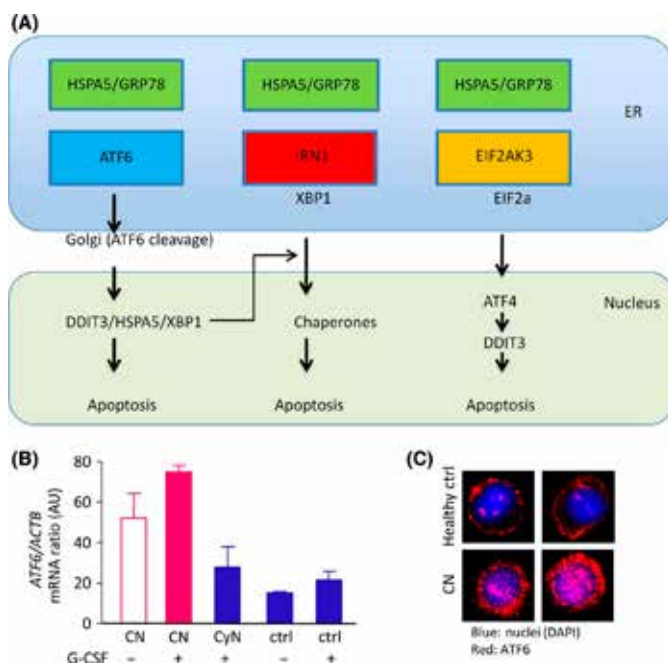 (A)
HSPA5/GRP78 HSPA5/GRP78 HSPA5/GRP78
ER
ATF6 EIF2AK3
XBP1 EIF2a
Golgi (ATF6 cleavage)
ATF4 Nucleus
DDIT3/HSPA5/XBP1 Chaperones
DDIT3
Apoptosis Apoptosis Apoptosis
(B)
ATF6/ACTB
mRNA ratio (AU)
80
60
40
20
0
CN CN CyN ctrl ctrl
G-CSF – + + – +
(C)
Healthy ctrl
CN
Blue: nuclei (DAPI)
Red: ATF6